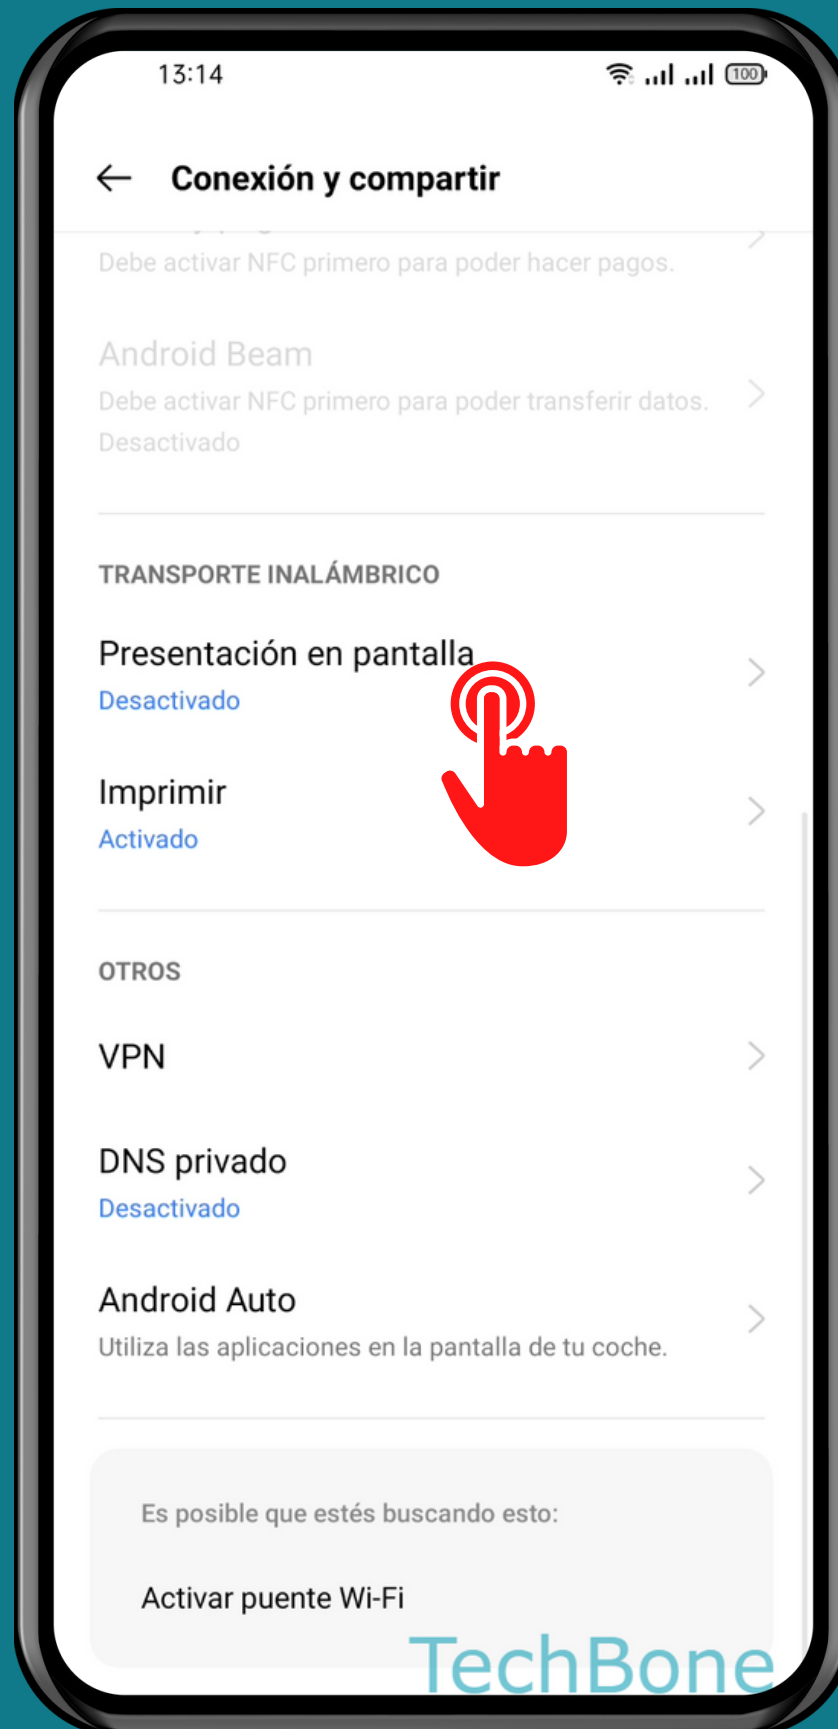 13:14
100
Conexión y compartir
Debe activar NFC primero para poder hacer pagos.
Android Beam
Debe activar NFC primero para poder transferir datos.
Desactivado
TRANSPORTE INALÁMBRICO
Presentación en pantalla
Desactivado
Imprimir
Activado
OTROS
VPN
DNS privado
Desactivado
Android Auto
Utiliza las aplicaciones en la pantalla de tu coche.
Es posible que estés buscando esto:
Activar puente Wi-Fi
TechBone